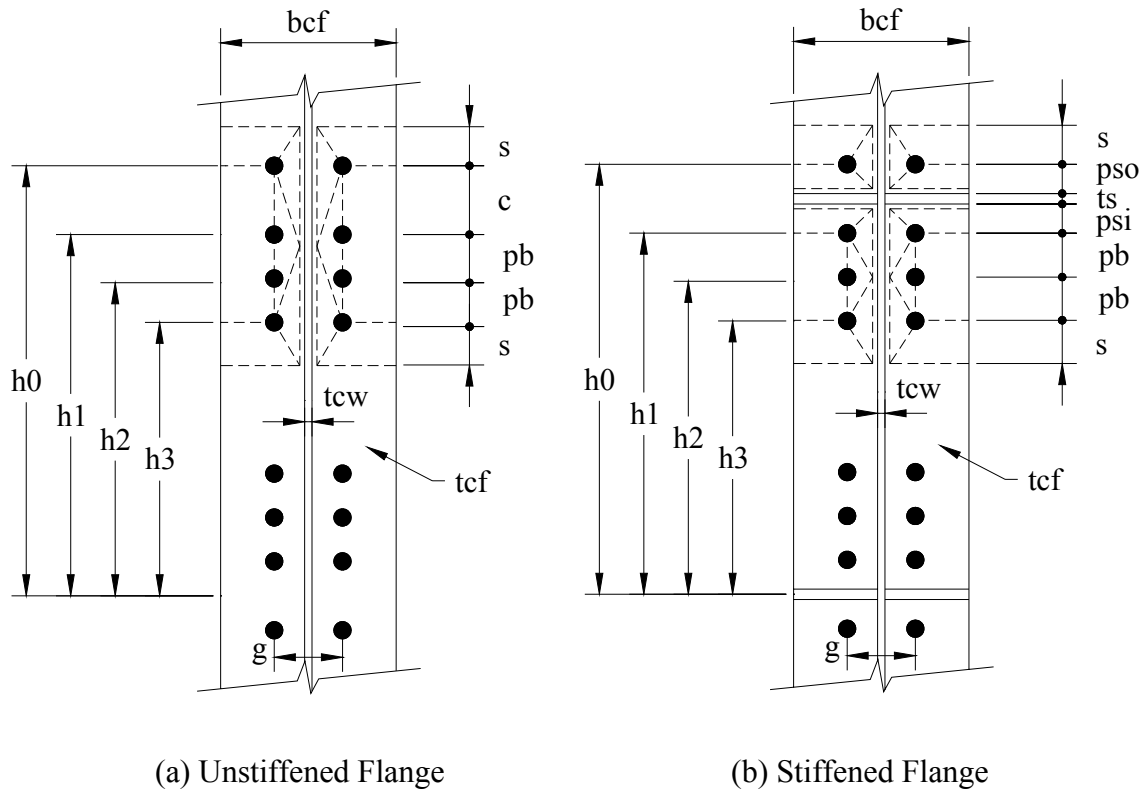 bcf
s
c
pb
pb
s
h0
h1
h2
h3
tcw
tcf
g
(a) Unstiffened Flange
bcf
s
pso
ts
psi
pb
pb
s
h0
h1
h2
h3
tcw
tcf
g
(b) Stiffened Flange